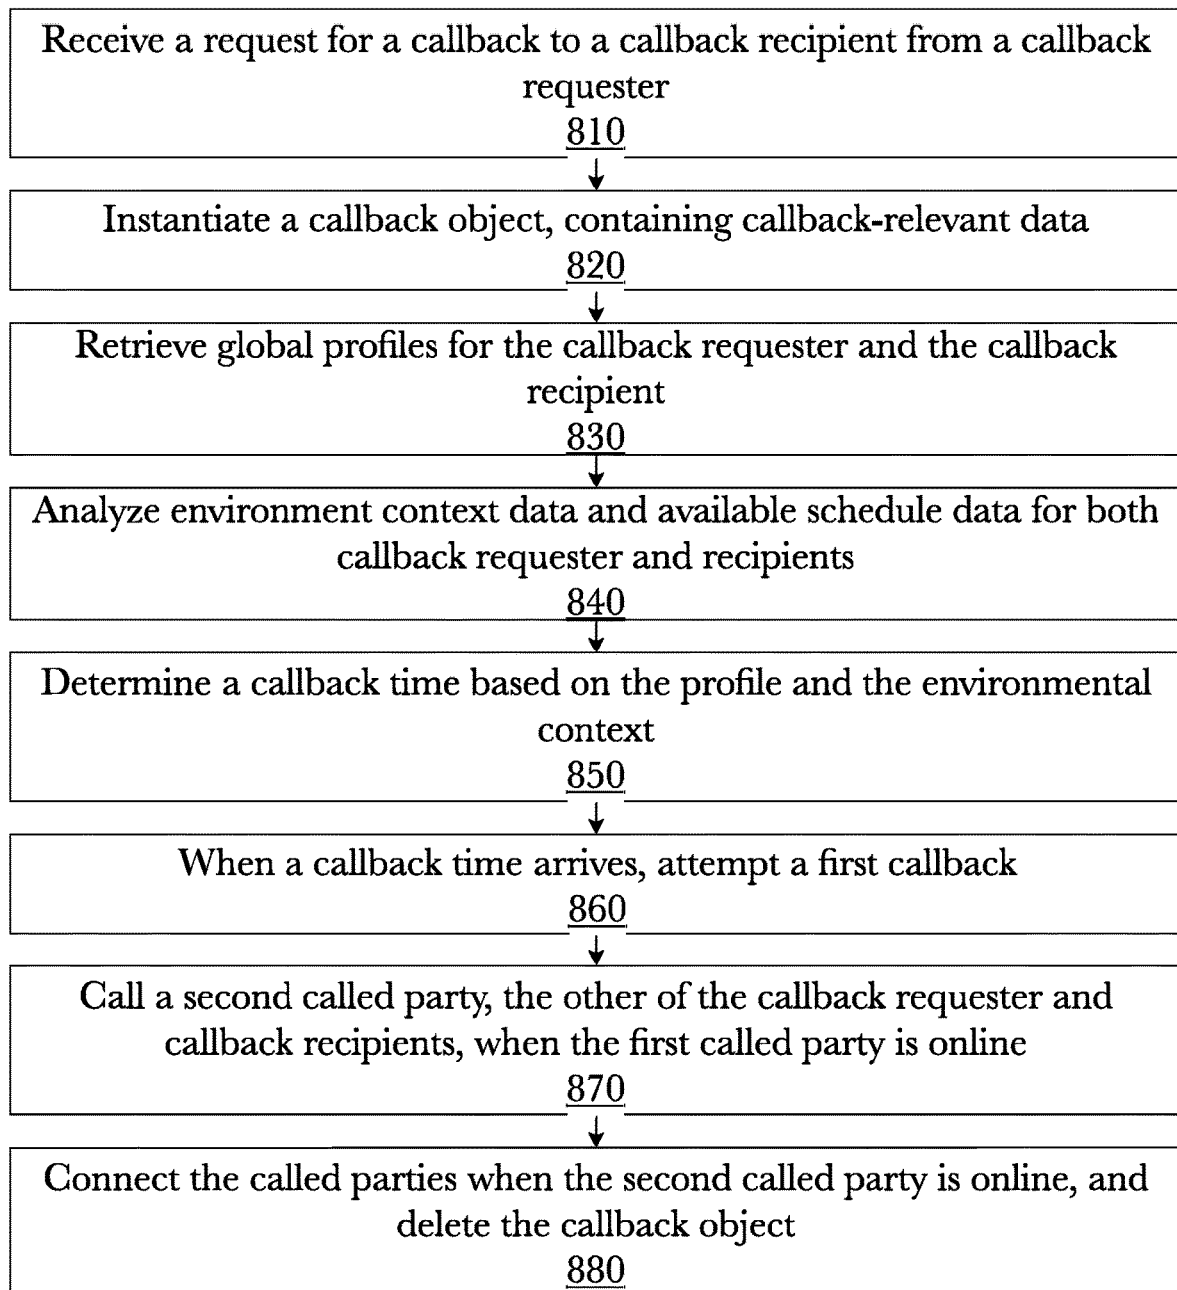 Receive a request for a callback to a callback recipient from a callback
requester
810
Instantiate a callback object, containing callback-relevant data
820
Retrieve global profiles for the callback requester and the callback
recipient
830
Analyze environment context data and available schedule data for both
callback requester and recipients
840
Determine a callback time based on the profile and the environmental
context
850
When a callback time arrives, attempt a first callback
860
Call a second called party, the other of the callback requester and
callback recipients, when the first called party is online
870
Connect the called parties when the second called party is online, and
delete the callback object
880